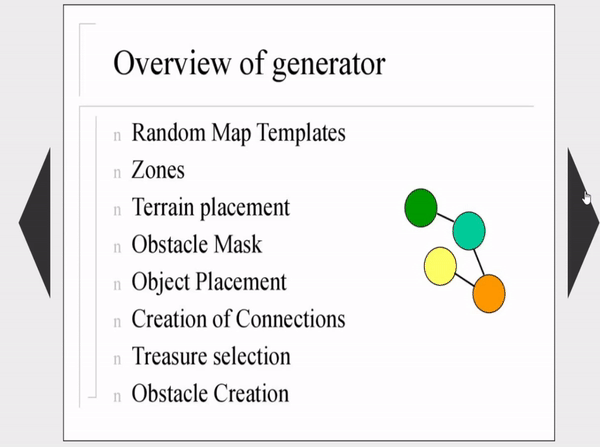 Overview of generator
n Random Map Templates
n Zones
n Terrain placement
n Obstacle Mask
n Object Placement
n Creation of Connections
n Treasure selection
n Obstacle Creation